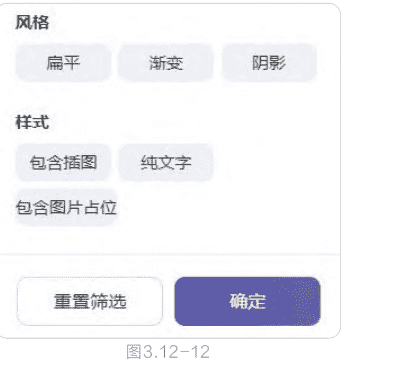 风格
扁平 渐变 阴影
样式
包含插图 纯文字
包含图片占位
重置筛选 确定
图3.12-12